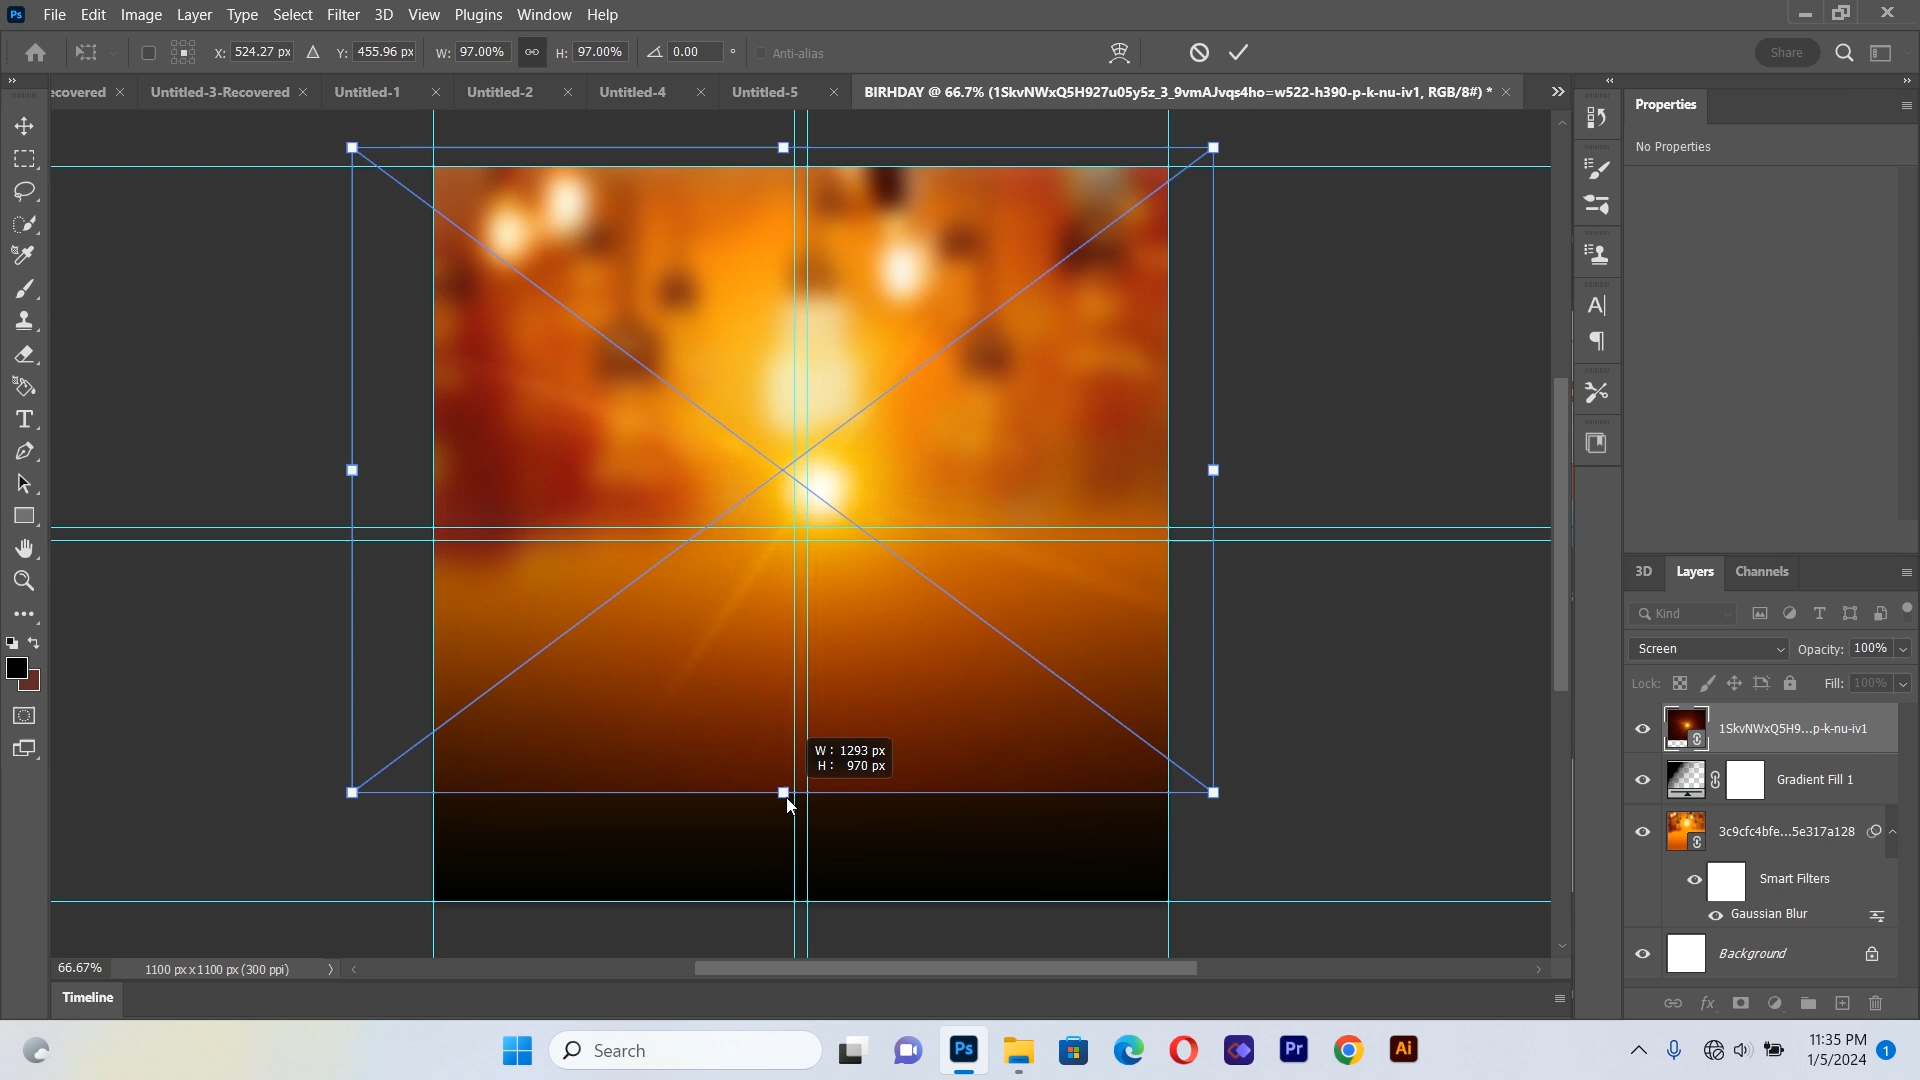 Ps File Edit Image Layer Type Select Filter 3D View Plugins Window Help
X: 524.27 px Y: 455.96 px W: 97.00% H: 97.00% 0.00 ° Anti-alias Share
ecovered × Untitled-3-Recovered × Untitled-1 × Untitled-2 × Untitled-4 × Untitled-5 × BIRHDAY @ 66.7% (1SkvNWxQ5H927u05y5z_3_9vmAJvqs4ho=w522-h390-p-k-nu-iv1, RGB/8#) * ×
Properties
No Properties
W : 1293 px
H : 970 px
3D Layers Channels
Kind
Screen Opacity: 100%
Lock: Fill: 100%
1SkvNWxQ5H9...p-k-nu-iv1
Gradient Fill 1
3c9cfc4bfe...5e317a128
Smart Filters
Gaussian Blur
Background
66.67% 1100 px x 1100 px (300 ppi)
Timeline
Search
Ps
Pr
Ai
11:35 PM
1/5/2024
1